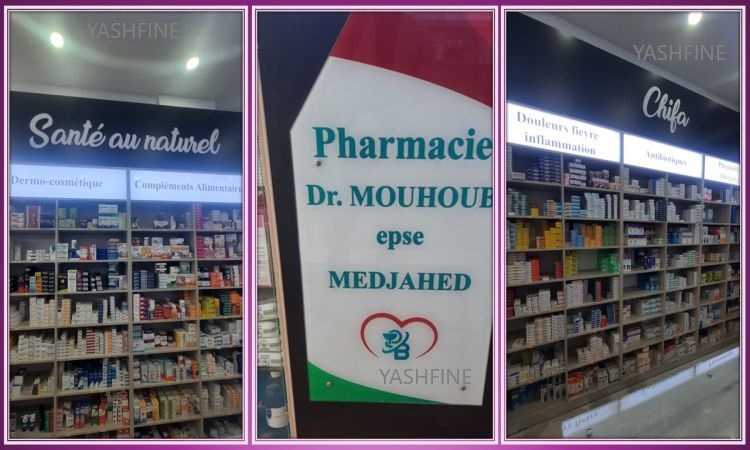 YASHFINE
Santé au naturel
Dermo-cosmétique
Compléments Alimentaire
Pharmacie
Dr. MOUHOUB
epse
MEDJAHED
B
YASHFINE
YASHFINE
Chifa
Douleurs fièvre
inflammation
Antibiotiques